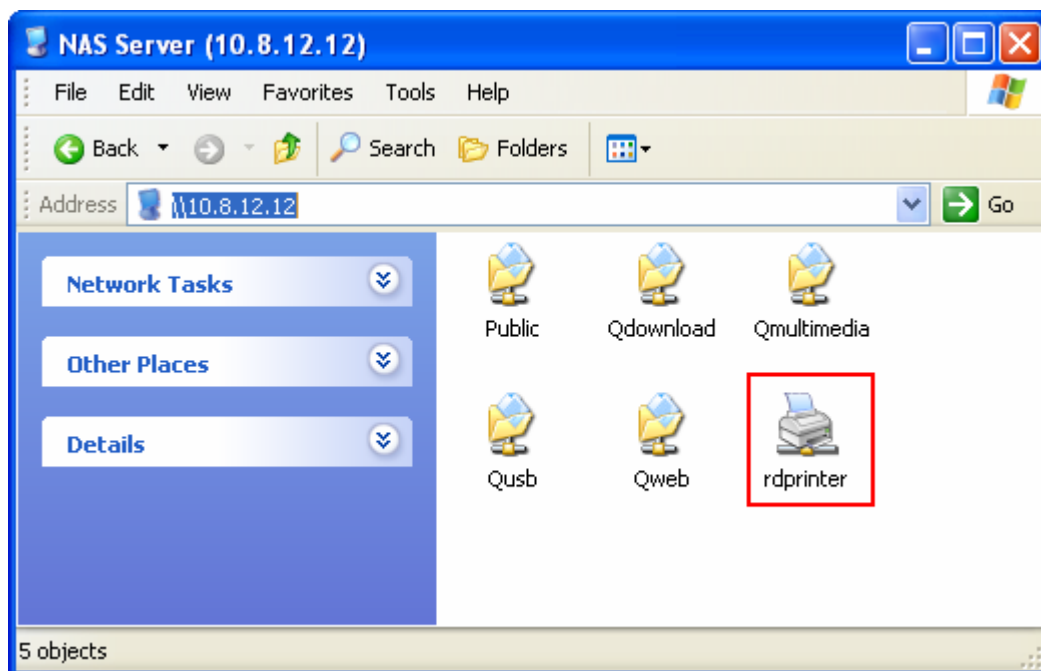 NAS Server (10.8.12.12)
File Edit View Favorites Tools Help
Back Search Folders
Address \\10.8.12.12 Go
Network Tasks
Other Places
Details
Public Qdownload Qmultimedia
Qusb Qweb rdprinter
5 objects